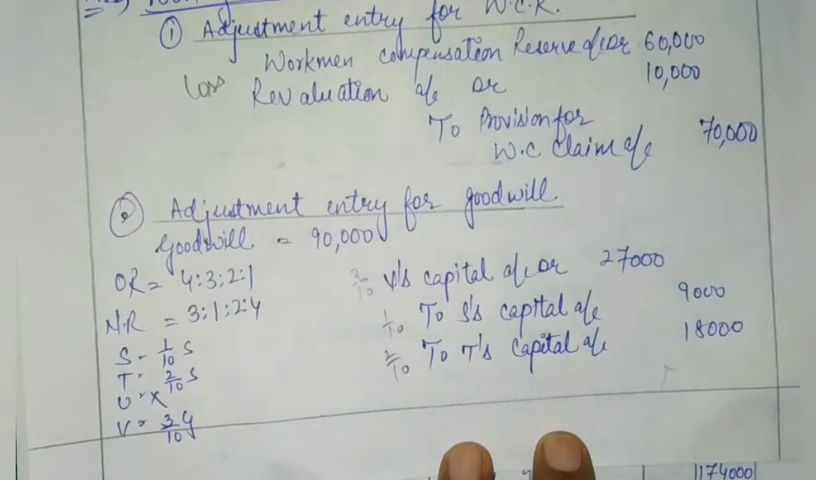 ① Adjustment entry for W.C.R.
Workmen Compensation Reserve a/c Dr 60,000
Loss Revaluation a/c Dr 10,000
To Provision for
W.C Claim a/c 70,000
② Adjustment entry for goodwill
Goodwill = 90,000
OR = 4:3:2:1
N.R = 3:1:2:4
3/10 V's capital a/c Dr 27000
1/10 To S's capital a/c 9000
2/10 To T's capital a/c 18000
S - 1/10 S
T - 2/10 S
U - X
V = 3/10 G
174000